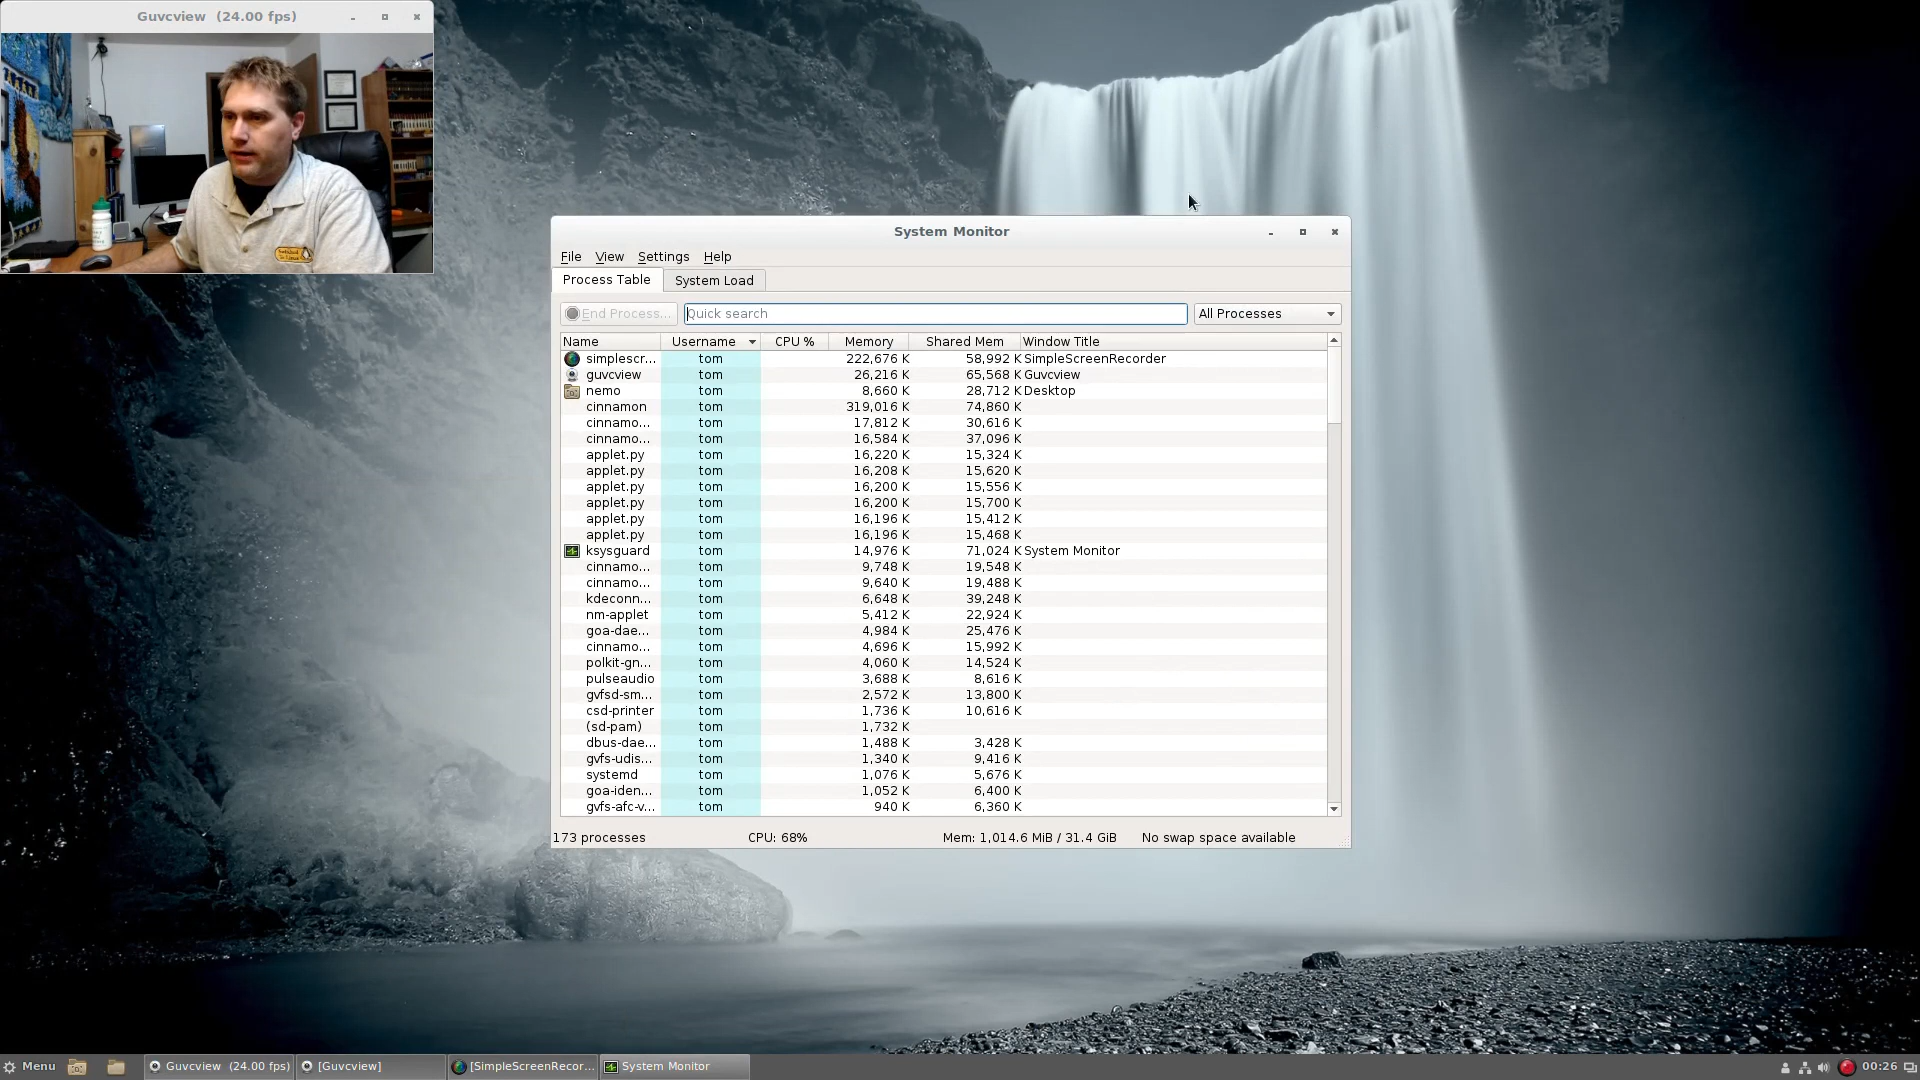 Guvcview (24.00 fps)
System Monitor
File View Settings Help
Process Table System Load
End Process... Quick search All Processes
Name Username CPU % Memory Shared Mem Window Title
simplescr... tom 222,676 K 58,992 K SimpleScreenRecorder
guvcview tom 26,216 K 65,568 K Guvcview
nemo tom 8,660 K 28,712 K Desktop
cinnamon tom 319,016 K 74,860 K
cinnamo... tom 17,812 K 30,616 K
cinnamo... tom 16,584 K 37,096 K
applet.py tom 16,220 K 15,324 K
applet.py tom 16,208 K 15,620 K
applet.py tom 16,200 K 15,556 K
applet.py tom 16,200 K 15,700 K
applet.py tom 16,196 K 15,412 K
applet.py tom 16,196 K 15,468 K
ksysguard tom 14,976 K 71,024 K System Monitor
cinnamo... tom 9,748 K 19,548 K
cinnamo... tom 9,640 K 19,488 K
kdeconn... tom 6,648 K 39,248 K
nm-applet tom 5,412 K 22,924 K
goa-dae... tom 4,984 K 25,476 K
cinnamo... tom 4,696 K 15,992 K
polkit-gn... tom 4,060 K 14,524 K
pulseaudio tom 3,688 K 8,616 K
gvfsd-sm... tom 2,572 K 13,800 K
csd-printer tom 1,736 K 10,616 K
(sd-pam) tom 1,732 K
dbus-dae... tom 1,488 K 3,428 K
gvfs-udis... tom 1,340 K 9,416 K
systemd tom 1,076 K 5,676 K
goa-iden... tom 1,052 K 6,400 K
gvfs-afc-v... tom 940 K 6,360 K
173 processes CPU: 68% Mem: 1,014.6 MiB / 31.4 GiB No swap space available
Menu Guvcview (24.00 fps) [Guvcview] [SimpleScreenRecor... System Monitor 00:26